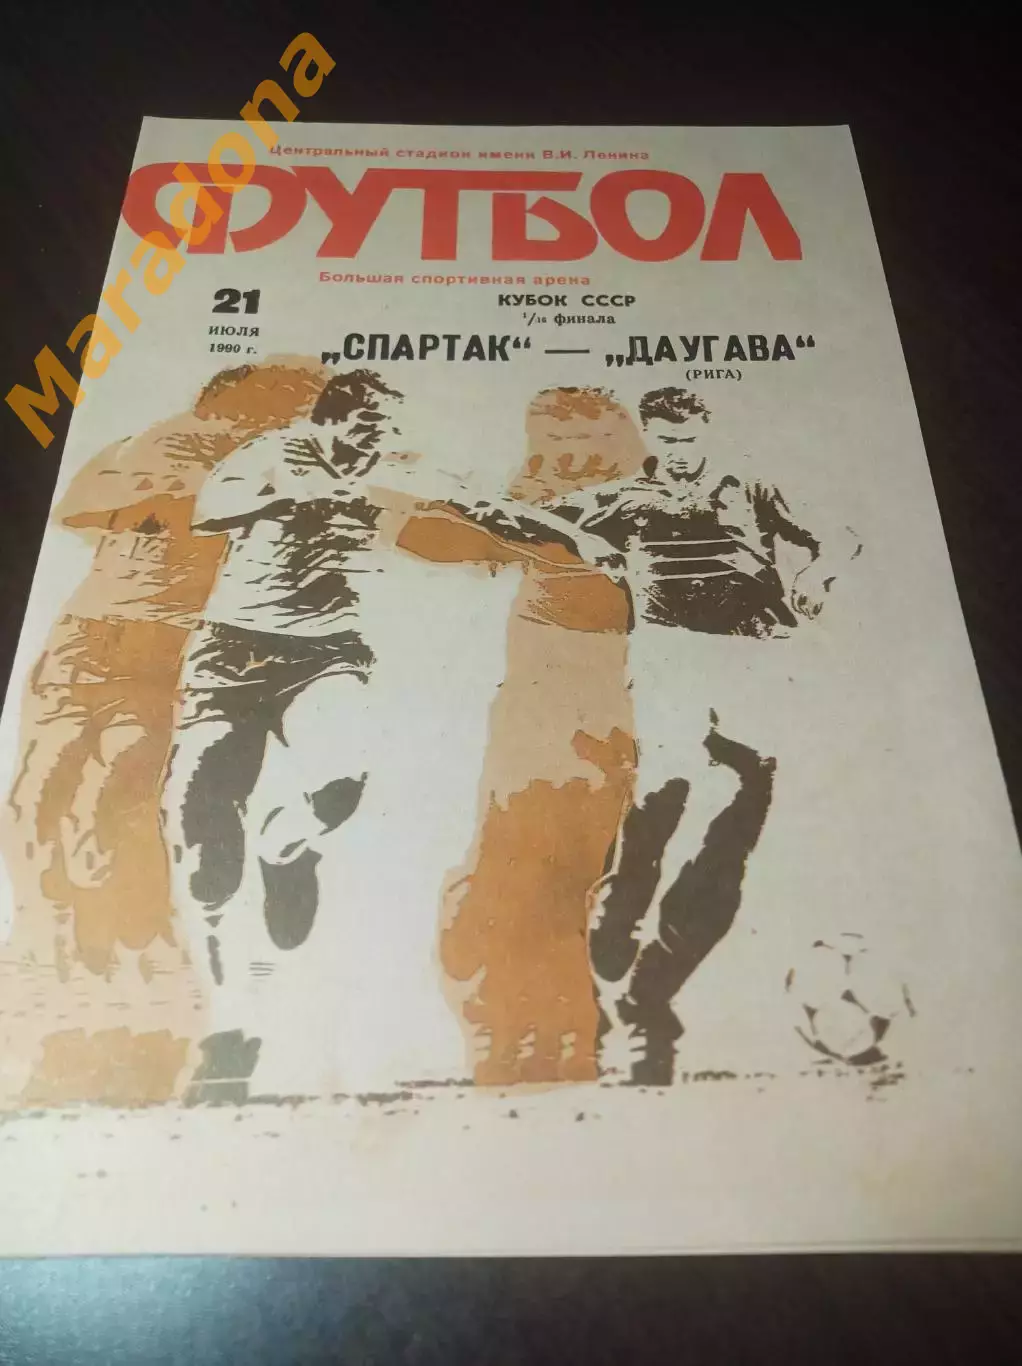 Maradona
Центральный стадион имени В.И. Ленина
ФУТБОЛ
Большая спортивная арена
21
ИЮЛЯ
1990 г.
КУБОК СССР
1/16 финала
„СПАРТАК“ — „ДАУГАВА“
(РИГА)